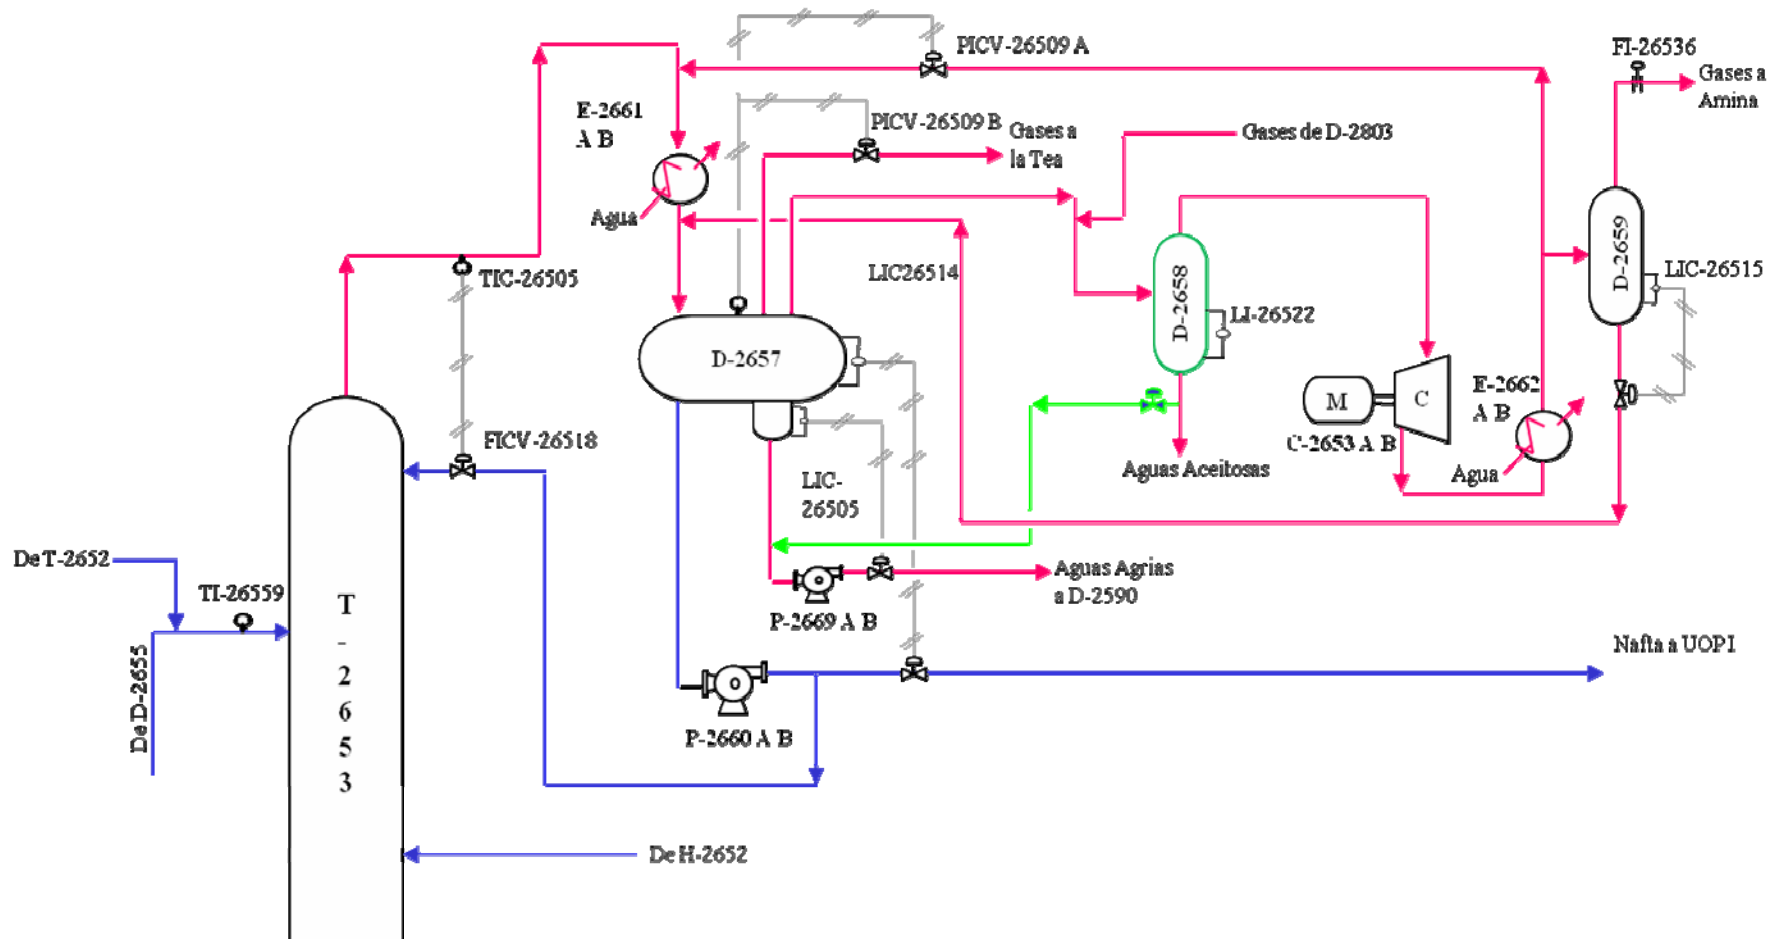 PICV-26509 A
FI-26536
Gases a
Amina
E-2661
A B
PICV-26509 B
Gases a
la Tea
Gases de D-2803
Agua
TIC-26505
LIC26514
D-2658
LI-26522
D-2659
LIC-26515
D-2657
M
C
E-2662
A B
C-2653 A B
Agua
FICV-26518
Aguas Aceitosas
LIC-
26505
De T-2652
TI-26559
De D-2655
T
-
2
6
5
3
Aguas Agrias
a D-2590
P-2669 A B
Nafta a UOP1
P-2660 A B
De H-2652